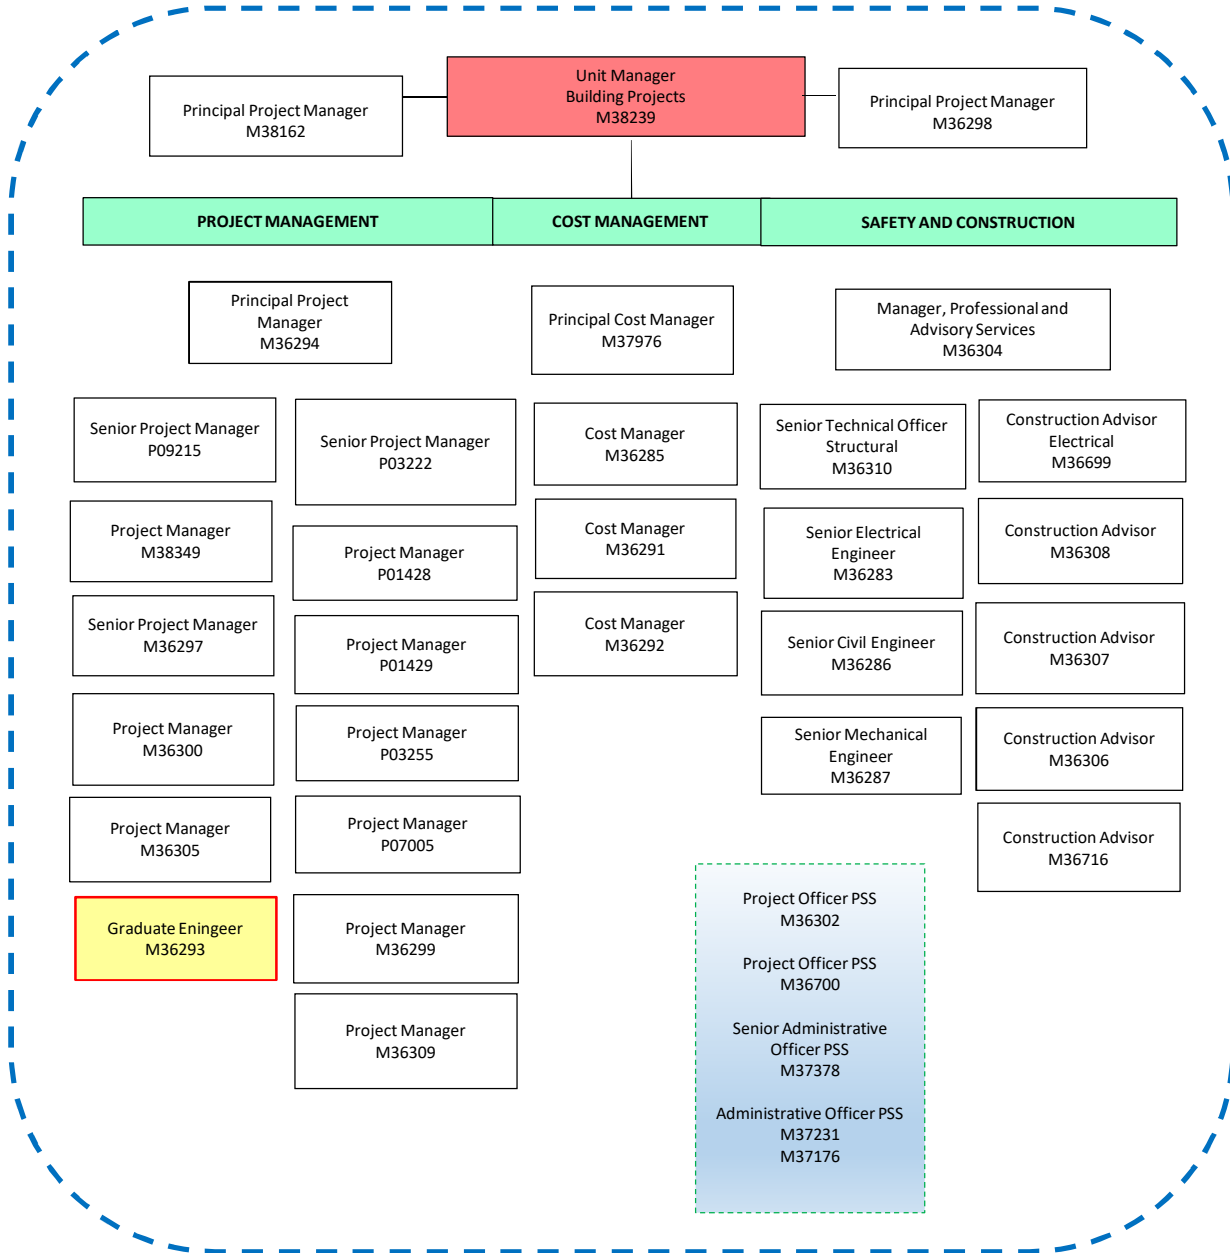 Unit Manager
Building Projects
M38239
Principal Project Manager
M38162
Principal Project Manager
M36298
PROJECT MANAGEMENT
COST MANAGEMENT
SAFETY AND CONSTRUCTION
Principal Project
Manager
M36294
Principal Cost Manager
M37976
Manager, Professional and
Advisory Services
M36304
Senior Project Manager
P09215
Project Manager
M38349
Senior Project Manager
M36297
Project Manager
M36300
Project Manager
M36305
Graduate Eningeer
M36293
Senior Project Manager
P03222
Project Manager
P01428
Project Manager
P01429
Project Manager
P03255
Project Manager
P07005
Project Manager
M36299
Project Manager
M36309
Cost Manager
M36285
Cost Manager
M36291
Cost Manager
M36292
Senior Technical Officer
Structural
M36310
Senior Electrical
Engineer
M36283
Senior Civil Engineer
M36286
Senior Mechanical
Engineer
M36287
Construction Advisor
Electrical
M36699
Construction Advisor
M36308
Construction Advisor
M36307
Construction Advisor
M36306
Construction Advisor
M36716
Project Officer PSS
M36302
Project Officer PSS
M36700
Senior Administrative
Officer PSS
M37378
Administrative Officer PSS
M37231
M37176